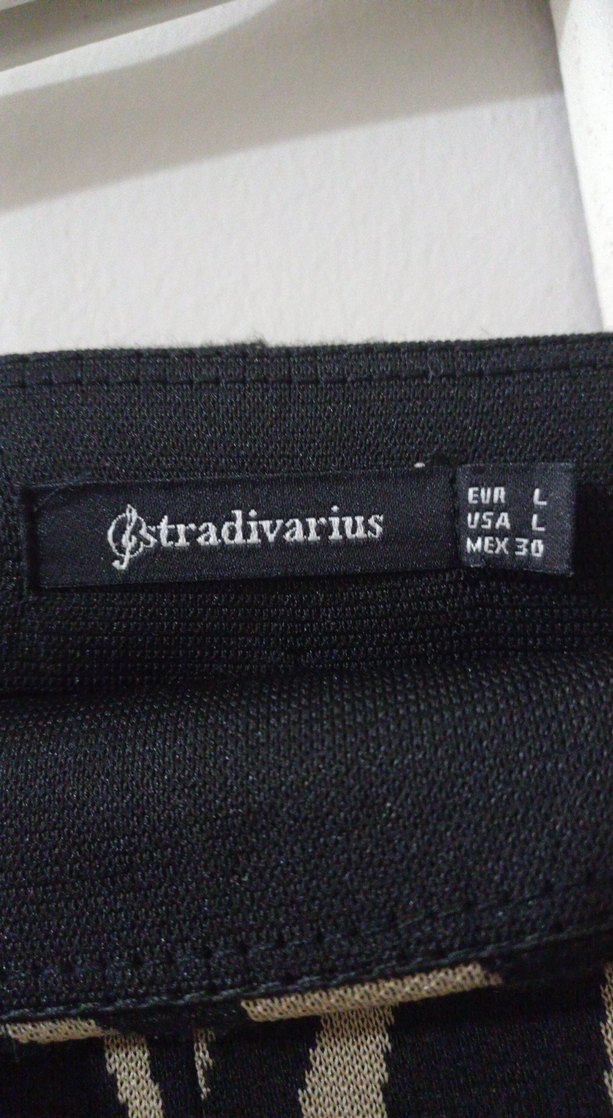 stradivarius
EUR L
USA L
MEX 30